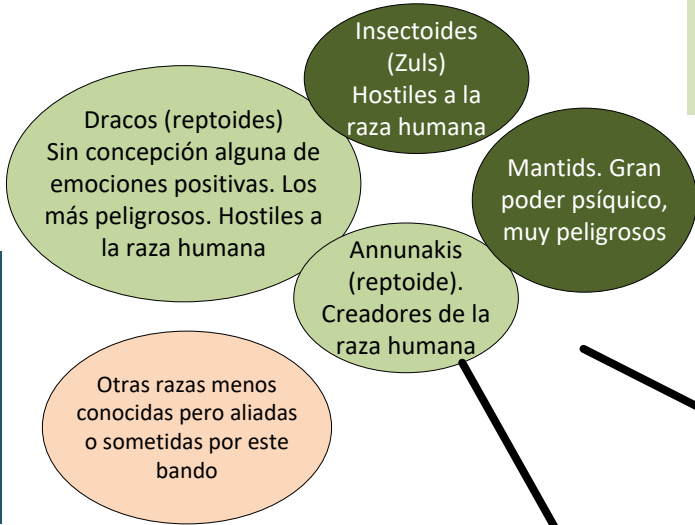 Insectoides
(Zuls)
Hostiles a la
raza humana
Dracos (reptoides)
Sin concepción alguna de
emociones positivas. Los
más peligrosos. Hostiles a
la raza humana
Mantids. Gran
poder psíquico,
muy peligrosos
Annunakis
(reptoide).
Creadores de la
raza humana
Otras razas menos
conocidas pero aliadas
o sometidas por este
bando